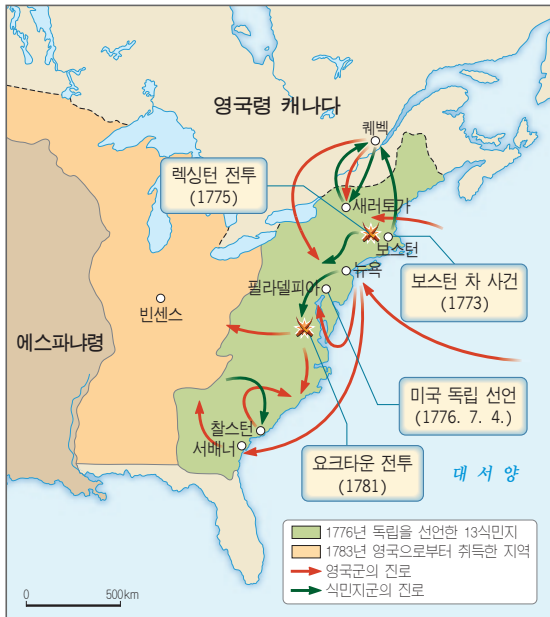 영국령 캐나다
퀘벡
렉싱턴 전투
(1775)
새러토가
보스턴
보스턴 차 사건
(1773)
뉴욕
필라델피아
빈센스
에스파냐령
미국 독립 선언
(1776. 7. 4.)
찰스턴
서배너
요크타운 전투
(1781)
대서양
1776년 독립을 선언한 13식민지
1783년 영국으로부터 취득한 지역
영국군의 진로
식민지군의 진로
0 500km